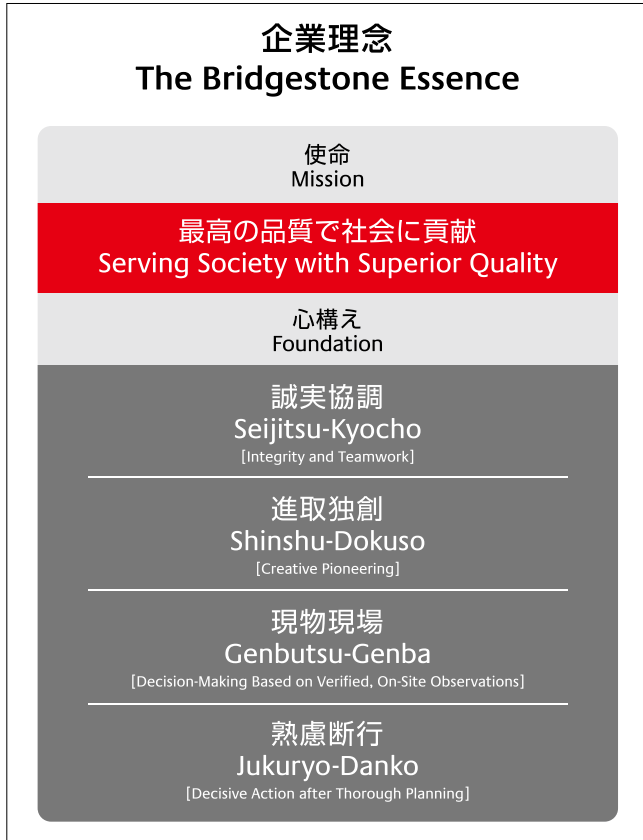 企業理念
The Bridgestone Essence
使命
Mission
最高の品質で社会に貢献
Serving Society with Superior Quality
心構え
Foundation
誠実協調
Seijitsu-Kyocho
[Integrity and Teamwork]
進取独創
Shinshu-Dokuso
[Creative Pioneering]
現物現場
Genbutsu-Genba
[Decision-Making Based on Verified, On-Site Observations]
熟慮断行
Jukuryo-Danko
[Decisive Action after Thorough Planning]